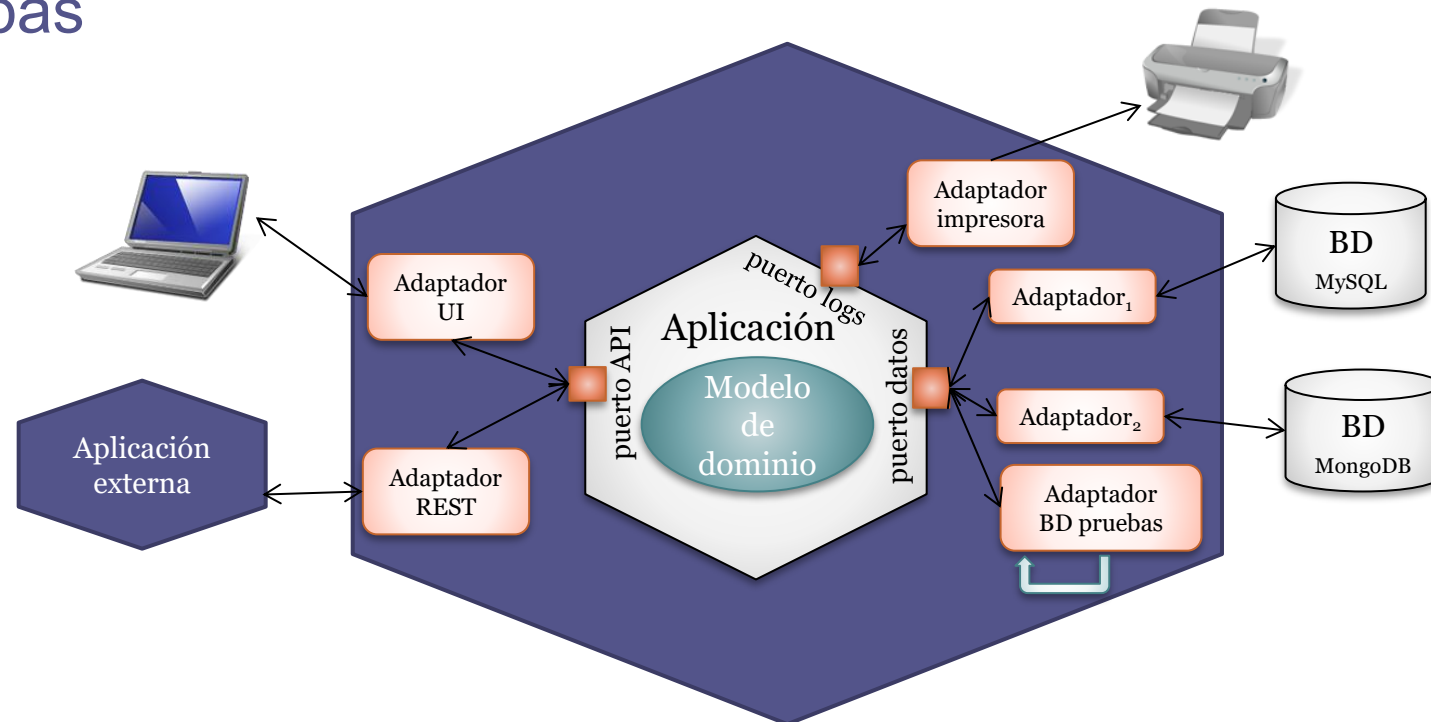 bas
Adaptador
impresora
puerto logs
BD
MySQL
Adaptador
UI
Adaptador₁
Aplicación
puerto API
puerto datos
Modelo
de
dominio
Adaptador₂
BD
MongoDB
Aplicación
externa
Adaptador
REST
Adaptador
BD pruebas